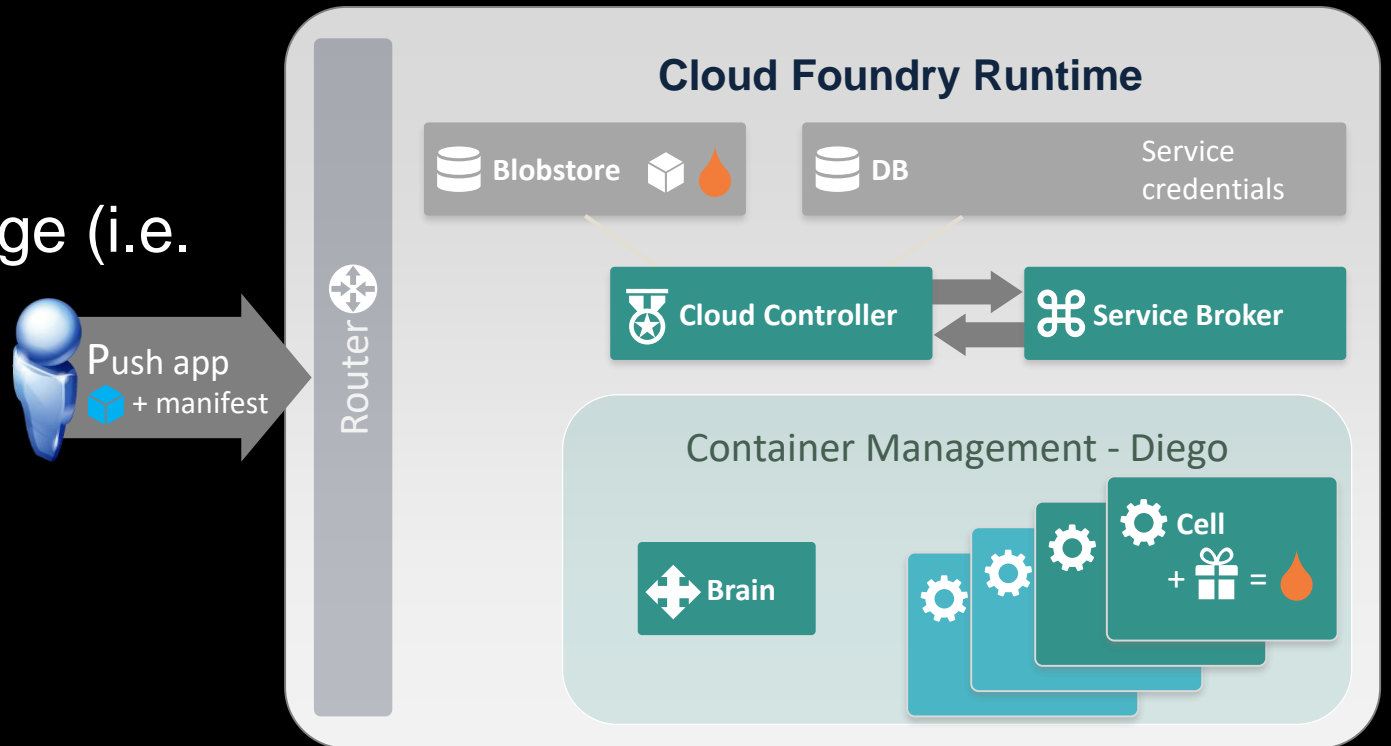 Cloud Foundry Runtime
Blobstore
DB
Service
credentials
ge (i.e.
Push app
+ manifest
Router
Cloud Controller
Service Broker
Container Management - Diego
Brain
Cell
+ =